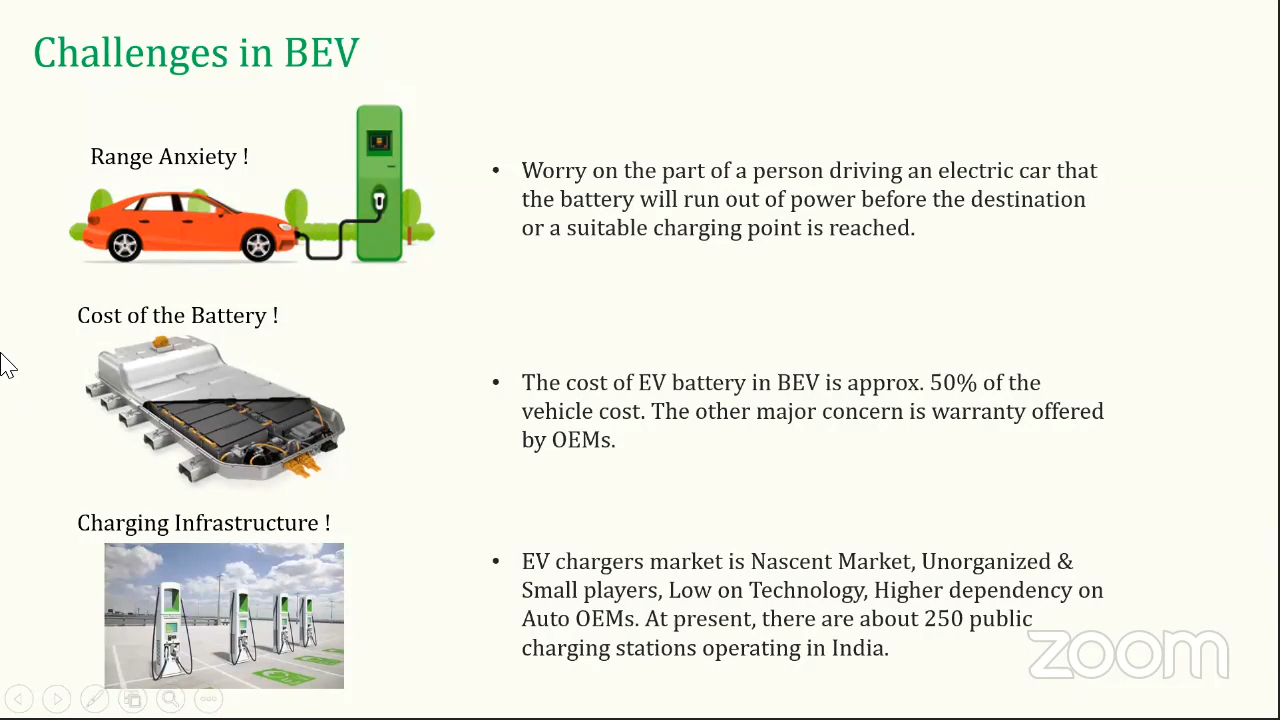 Challenges in BEV
Range Anxiety !
• Worry on the part of a person driving an electric car that
the battery will run out of power before the destination
or a suitable charging point is reached.
Cost of the Battery !
• The cost of EV battery in BEV is approx. 50% of the
vehicle cost. The other major concern is warranty offered
by OEMs.
Charging Infrastructure !
• EV chargers market is Nascent Market, Unorganized &
Small players, Low on Technology, Higher dependency on
Auto OEMs. At present, there are about 250 public
charging stations operating in India.
zoom